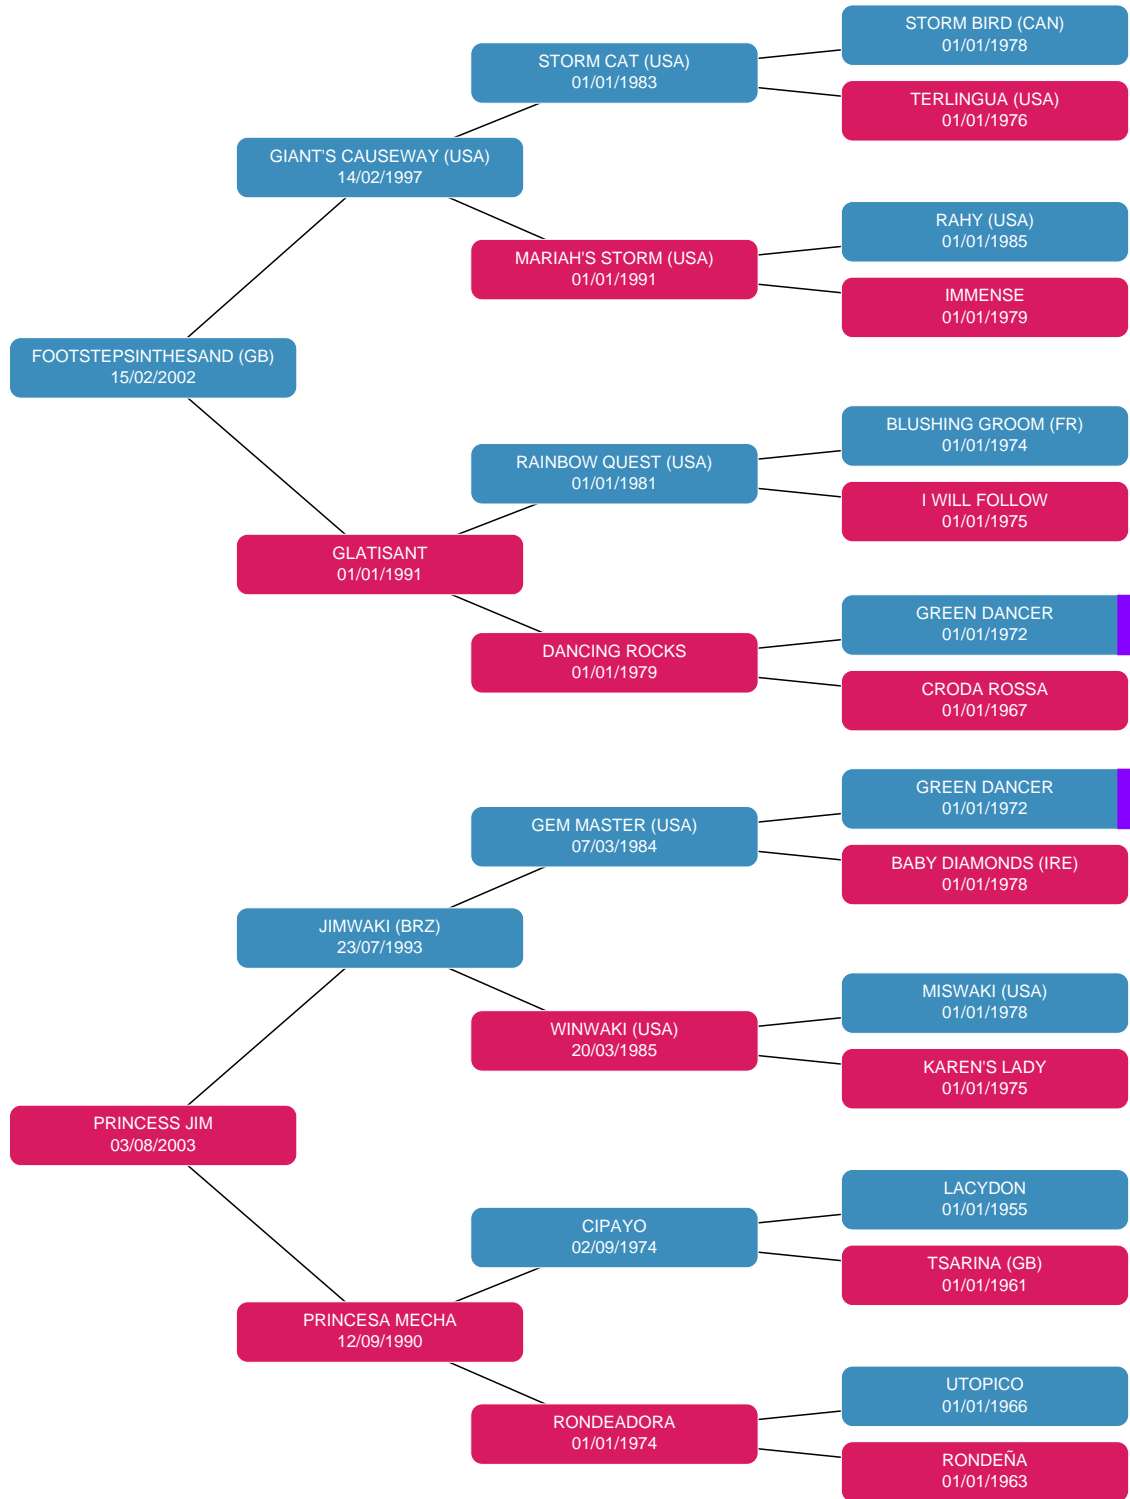 STORM BIRD (CAN)
01/01/1978
STORM CAT (USA)
01/01/1983
TERLINGUA (USA)
01/01/1976
GIANT'S CAUSEWAY (USA)
14/02/1997
RAHY (USA)
01/01/1985
MARIAH'S STORM (USA)
01/01/1991
IMMENSE
01/01/1979
FOOTSTEPSINTHESAND (GB)
15/02/2002
BLUSHING GROOM (FR)
01/01/1974
RAINBOW QUEST (USA)
01/01/1981
I WILL FOLLOW
01/01/1975
GLATISANT
01/01/1991
GREEN DANCER
01/01/1972
DANCING ROCKS
01/01/1979
CRODA ROSSA
01/01/1967
GREEN DANCER
01/01/1972
GEM MASTER (USA)
07/03/1984
BABY DIAMONDS (IRE)
01/01/1978
JIMWAKI (BRZ)
23/07/1993
MISWAKI (USA)
01/01/1978
WINWAKI (USA)
20/03/1985
KAREN'S LADY
01/01/1975
PRINCESS JIM
03/08/2003
LACYDON
01/01/1955
CIPAYO
02/09/1974
TSARINA (GB)
01/01/1961
PRINCESA MECHA
12/09/1990
UTOPICO
01/01/1966
RONDEADORA
01/01/1974
RONDEÑA
01/01/1963